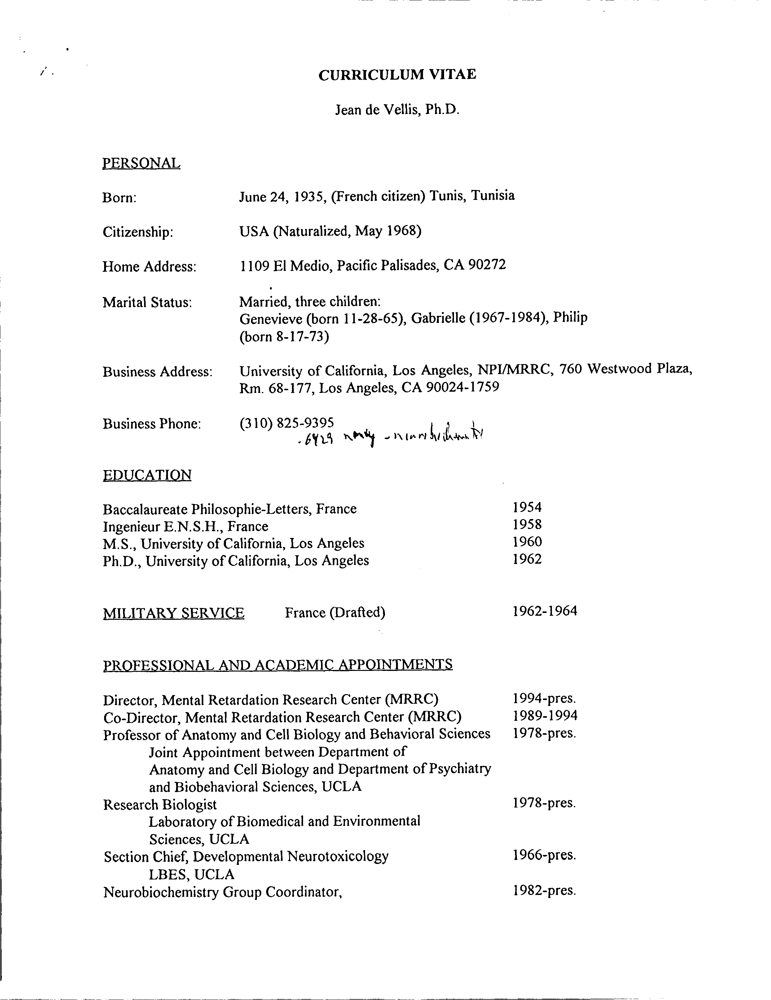 CURRICULUM VITAE
Jean de Vellis, Ph.D.
PERSONAL
Born: June 24, 1935, (French citizen) Tunis, Tunisia
Citizenship: USA (Naturalized, May 1968)
Home Address: 1109 El Medio, Pacific Palisades, CA 90272
Marital Status: Married, three children:
Genevieve (born 11-28-65), Gabrielle (1967-1984), Philip
(born 8-17-73)
Business Address: University of California, Los Angeles, NPI/MRRC, 760 Westwood Plaza,
Rm. 68-177, Los Angeles, CA 90024-1759
Business Phone: (310) 825-9395
EDUCATION
Baccalaureate Philosophie-Letters, France 1954
Ingenieur E.N.S.H., France 1958
M.S., University of California, Los Angeles 1960
Ph.D., University of California, Los Angeles 1962
MILITARY SERVICE France (Drafted) 1962-1964
PROFESSIONAL AND ACADEMIC APPOINTMENTS
Director, Mental Retardation Research Center (MRRC) 1994-pres.
Co-Director, Mental Retardation Research Center (MRRC) 1989-1994
Professor of Anatomy and Cell Biology and Behavioral Sciences 1978-pres.
Joint Appointment between Department of
Anatomy and Cell Biology and Department of Psychiatry
and Biobehavioral Sciences, UCLA
Research Biologist 1978-pres.
Laboratory of Biomedical and Environmental
Sciences, UCLA
Section Chief, Developmental Neurotoxicology 1966-pres.
LBES, UCLA
Neurobiochemistry Group Coordinator, 1982-pres.